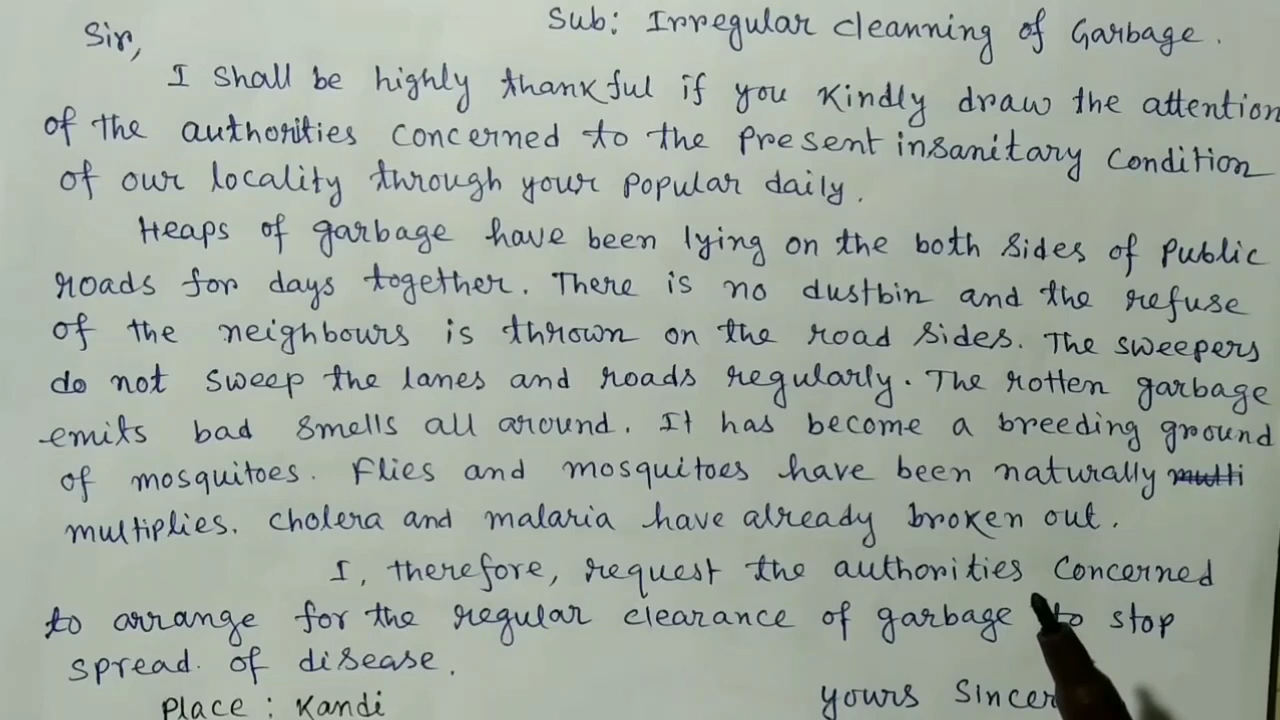 Sub: Irregular cleanning of Garbage.
Sir,
I shall be highly thankful if you kindly draw the attention
of the authorities concerned to the present insanitary condition
of our locality through your popular daily.
Heaps of garbage have been lying on the both sides of public
roads for days together. There is no dustbin and the refuse
of the neighbours is thrown on the road sides. The sweepers
do not sweep the lanes and roads regularly. The rotten garbage
emits bad smells all around. It has become a breeding ground
of mosquitoes. Flies and mosquitoes have been naturally multi
multiplies. Cholera and malaria have already broken out.
I, therefore, request the authorities concerned
to arrange for the regular clearance of garbage to stop
spread. of disease.
Place: Kandi
yours Sincer